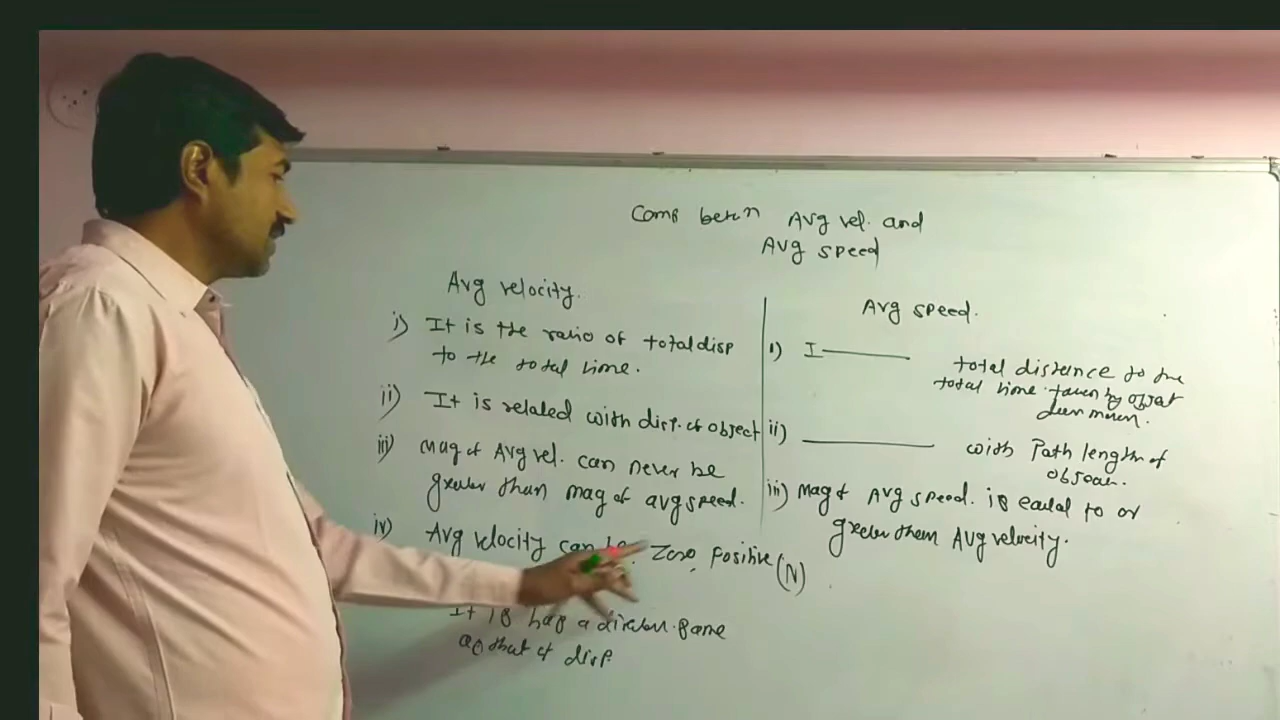 Comp betn Avg vel. and
Avg speed
Avg velocity.
i) It is the ratio of total disp
to the total time.
ii) It is related with disp. of object
iii) Mag of Avg vel. can never be
greater than mag of avg speed.
iv) Avg velocity can be. Zero, Positive (N)
It is has a direction same
as that of disp
Avg speed.
i) I total distance to the
total time taken by object
ii) with Path length of
iii) Mag of Avg speed. is equal to or
greater them Avg velocity.